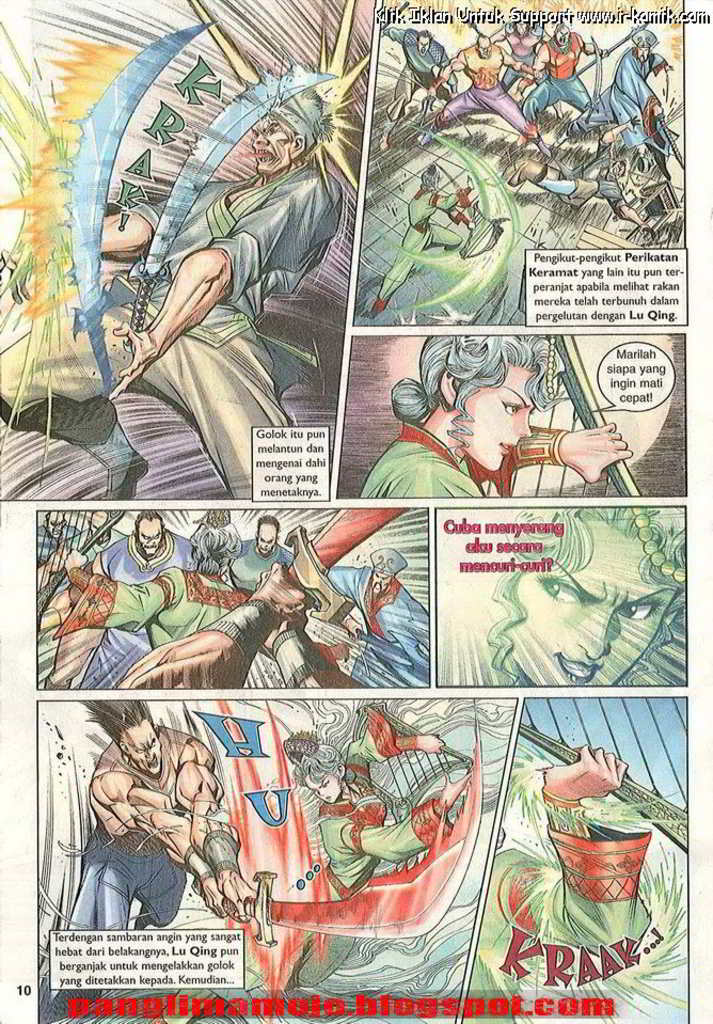 Klik Iklan Untuk Support www.i-komik.com
KRAK!
Golok itu pun
melantun dan
mengenai dahi
orang yang
menetaknya.
Pengikut-pengikut Perikatan
Keramat yang lain itu pun ter-
peranjat apabila melihat rakan
mereka telah terbunuh dalam
pergelutan dengan Lu Qing.
Marilah
siapa yang
ingin mati
cepat!
Cuba menyerang
aku secara
mencuri-curi?
HU...
Terdengan sambaran angin yang sangat
hebat dari belakangnya, Lu Qing pun
berganjak untuk mengelakkan golok
yang ditetakkan kepada. Kemudian...
KRAAK...!
10
panglimamojo.blogspot.com